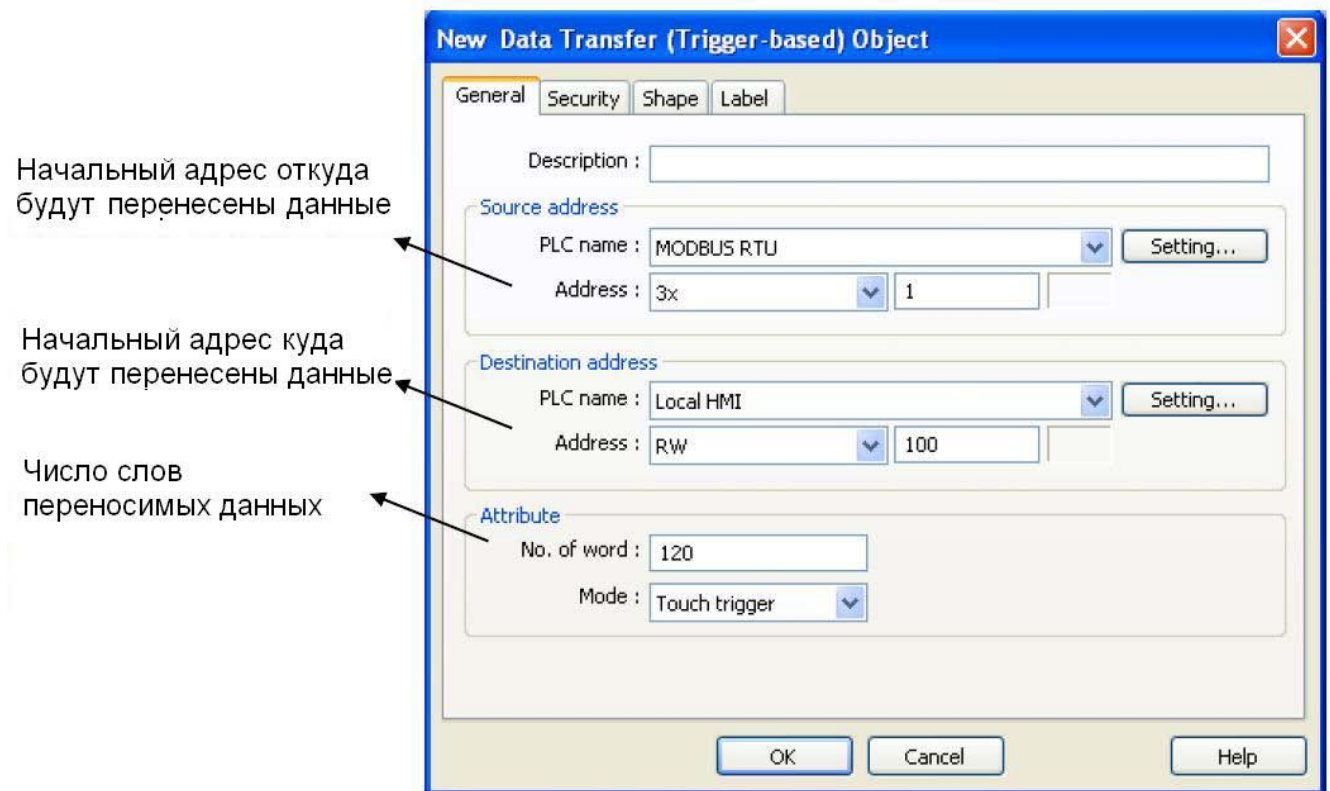 New Data Transfer (Trigger-based) Object
General Security Shape Label
Description :
Начальный адрес откуда
будут перенесены данные
Source address
PLC name : MODBUS RTU Setting...
Address : 3x 1
Начальный адрес куда
будут перенесены данные
Destination address
PLC name : Local HMI Setting...
Address : RW 100
Число слов
переносимых данных
Attribute
No. of word : 120
Mode : Touch trigger
OK Cancel Help